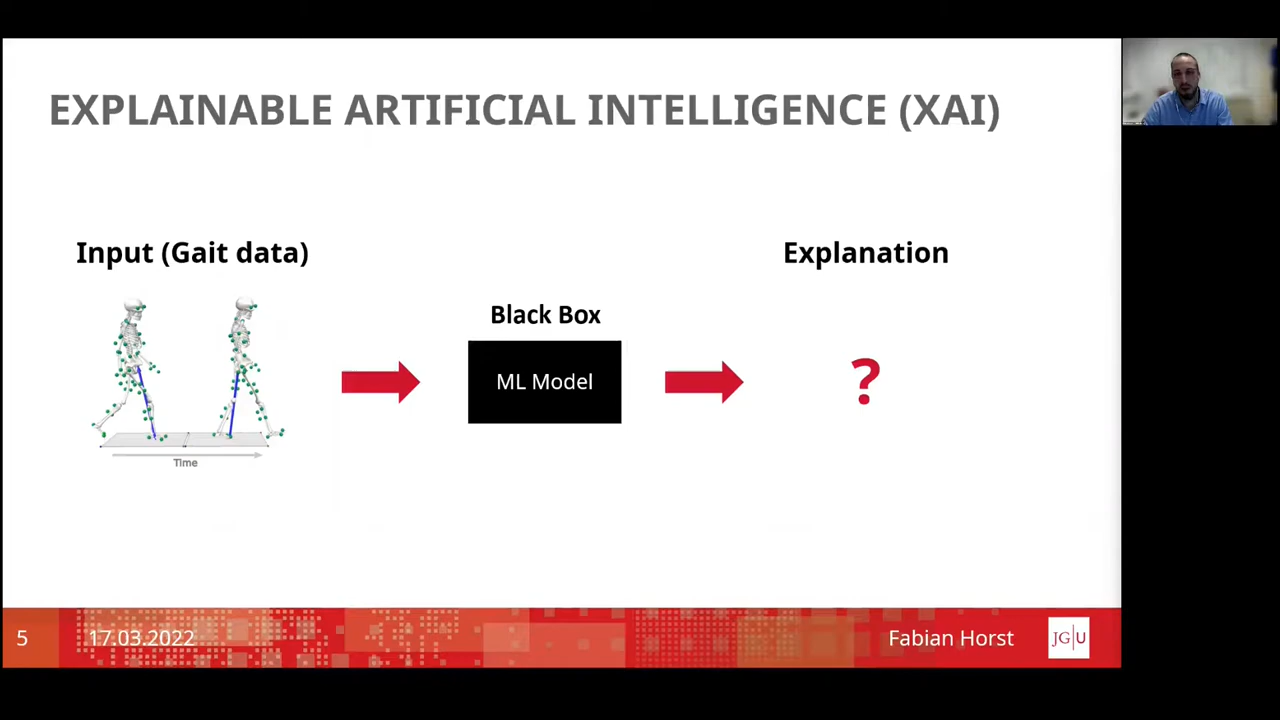 EXPLAINABLE ARTIFICIAL INTELLIGENCE (XAI)
Input (Gait data)
Explanation
Black Box
ML Model
?
Time
5
17.03.2022
Fabian Horst
JG|U